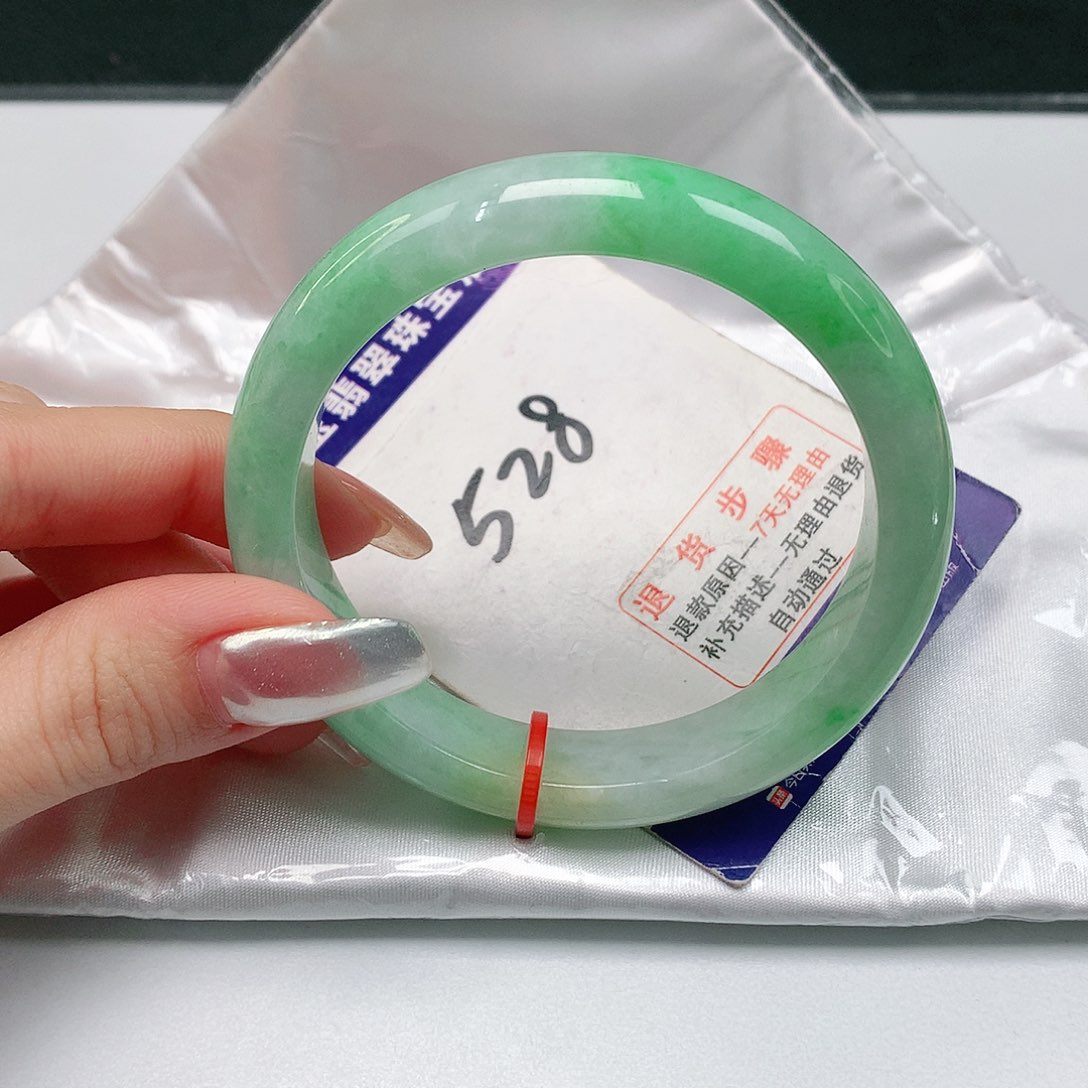 翡翠珠宝
528
退货步骤
退款原因—7天无理由
补充描述—无理由退货
自动通过